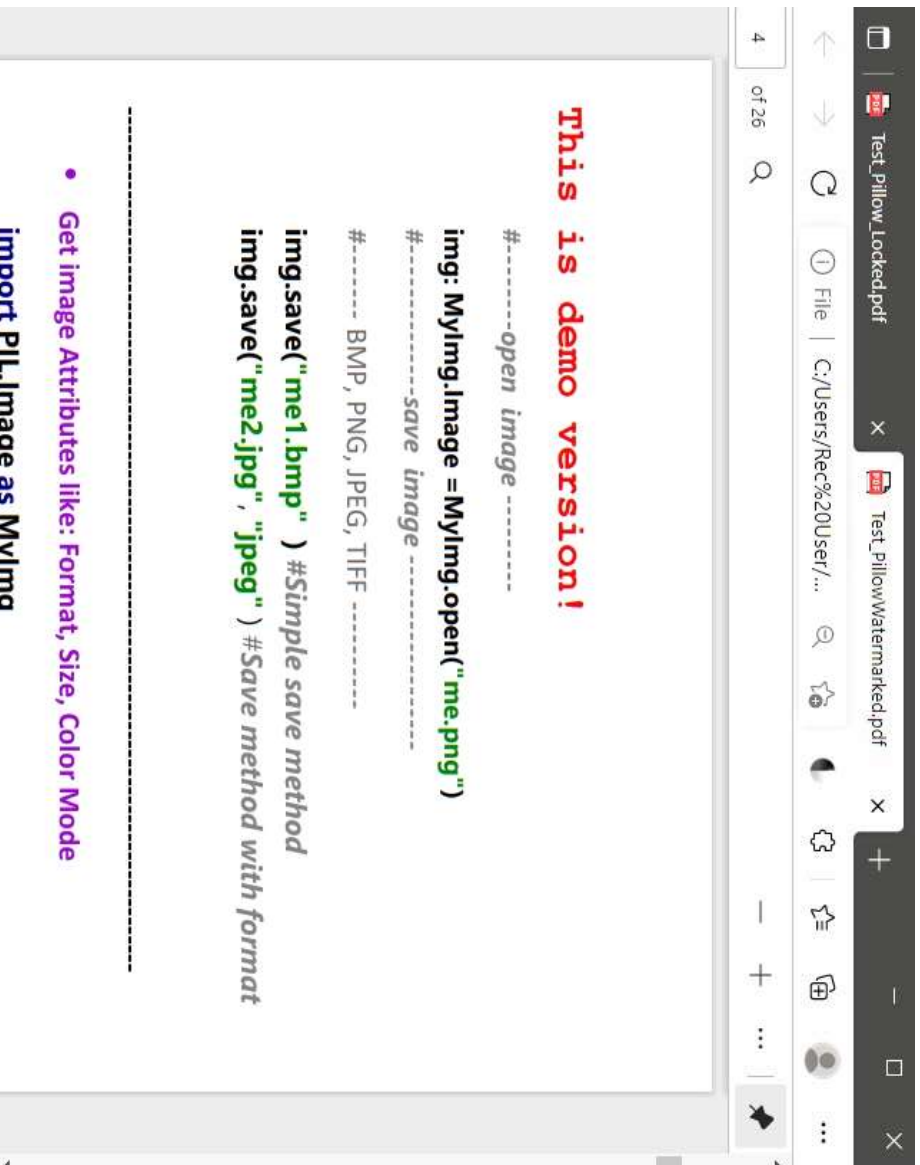 Test_Pillow_Locked.pdf
Test_PillowWatermarked.pdf
File
C:/Users/Rec%20User/...
4
of 26
This is demo version!
#--------open image --------
img: MyImg.Image =MyImg.open("me.png")
#-------------save image ----------------
#------- BMP, PNG, JPEG, TIFF ----------
img.save("me1.bmp" ) #Simple save method
img.save("me2.jpg", "jpeg" ) #Save method with format
• Get image Attributes like: Format, Size, Color Mode
import PIL.Image as MyImg